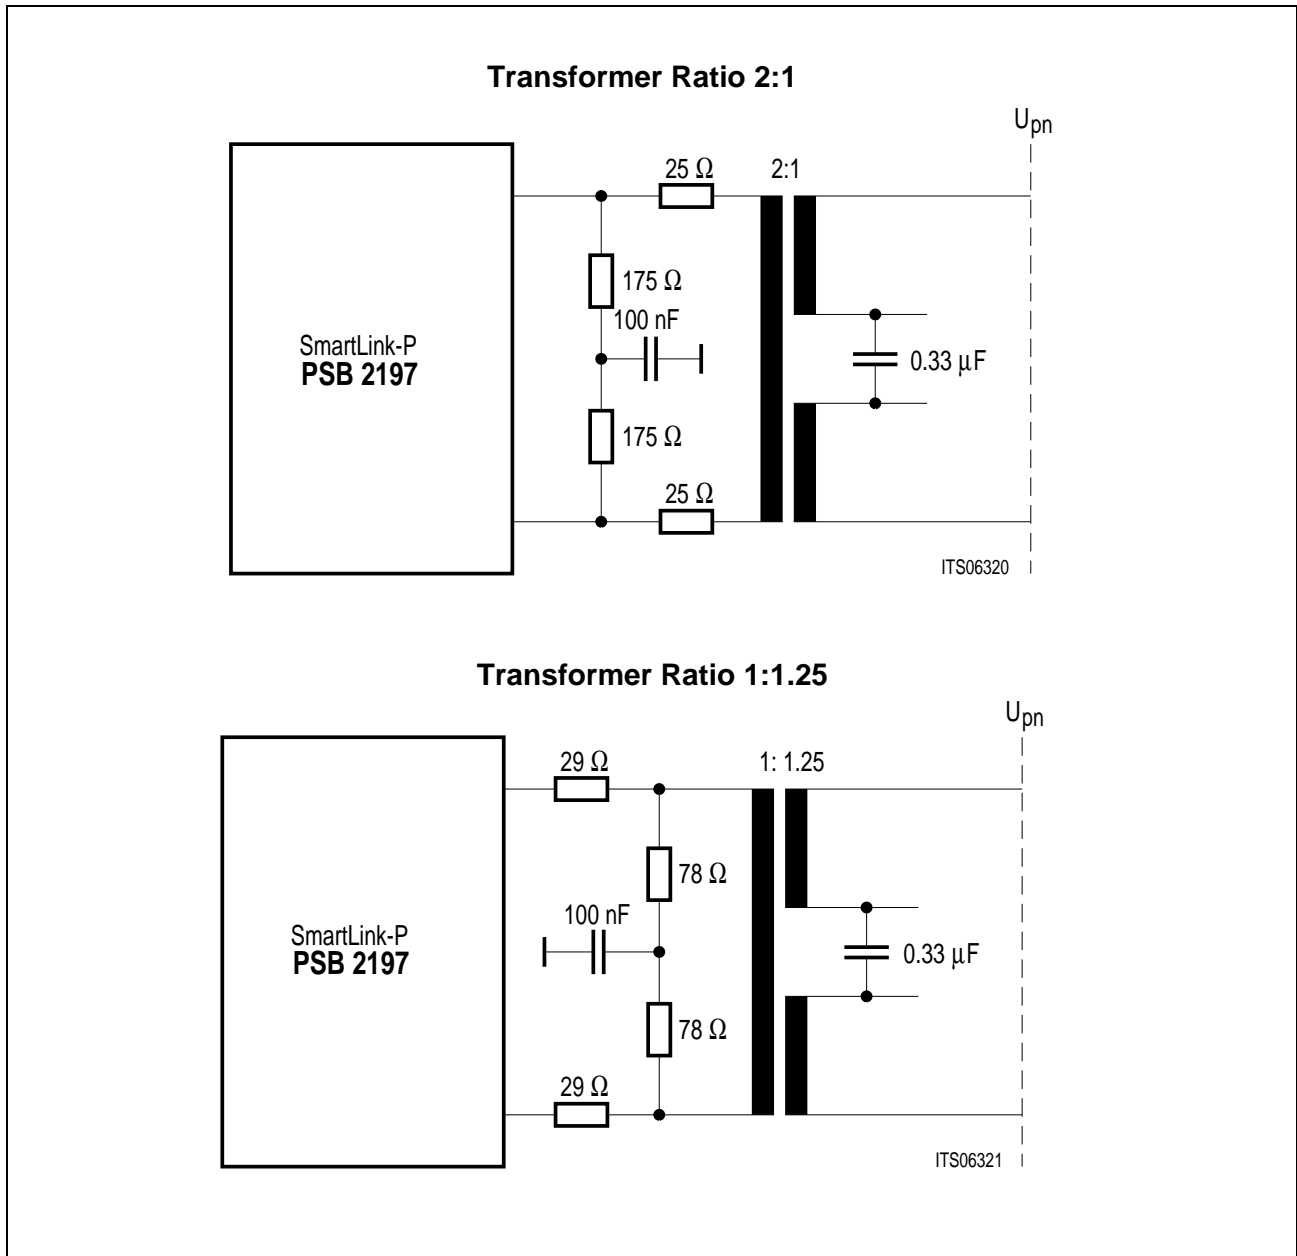 Transformer Ratio 2:1
Upn
25 Ω
2:1
175 Ω
100 nF
SmartLink-P
PSB 2197
0.33 µF
175 Ω
25 Ω
ITS06320
Transformer Ratio 1:1.25
Upn
29 Ω
1: 1.25
78 Ω
100 nF
SmartLink-P
PSB 2197
0.33 µF
78 Ω
29 Ω
ITS06321